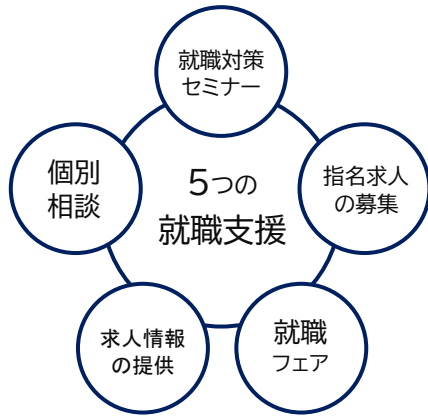 就職対策
セミナー
個別
相談
5つの
就職支援
指名求人
の募集
求人情報
の提供
就職
フェア